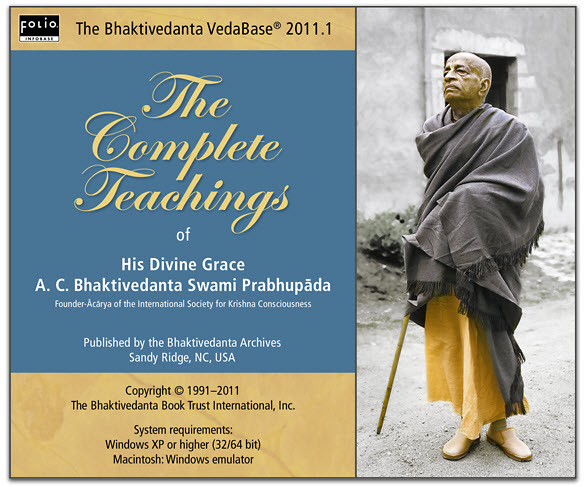 FOLIO
INFOBASE
The Bhaktivedanta VedaBase® 2011.1
The
Complete
Teachings
of
His Divine Grace
A. C. Bhaktivedanta Swami Prabhupāda
Founder-Ācārya of the International Society for Krishna Consciousness
Published by the Bhaktivedanta Archives
Sandy Ridge, NC, USA
Copyright © 1991–2011
The Bhaktivedanta Book Trust International, Inc.
System requirements:
Windows XP or higher (32/64 bit)
Macintosh: Windows emulator